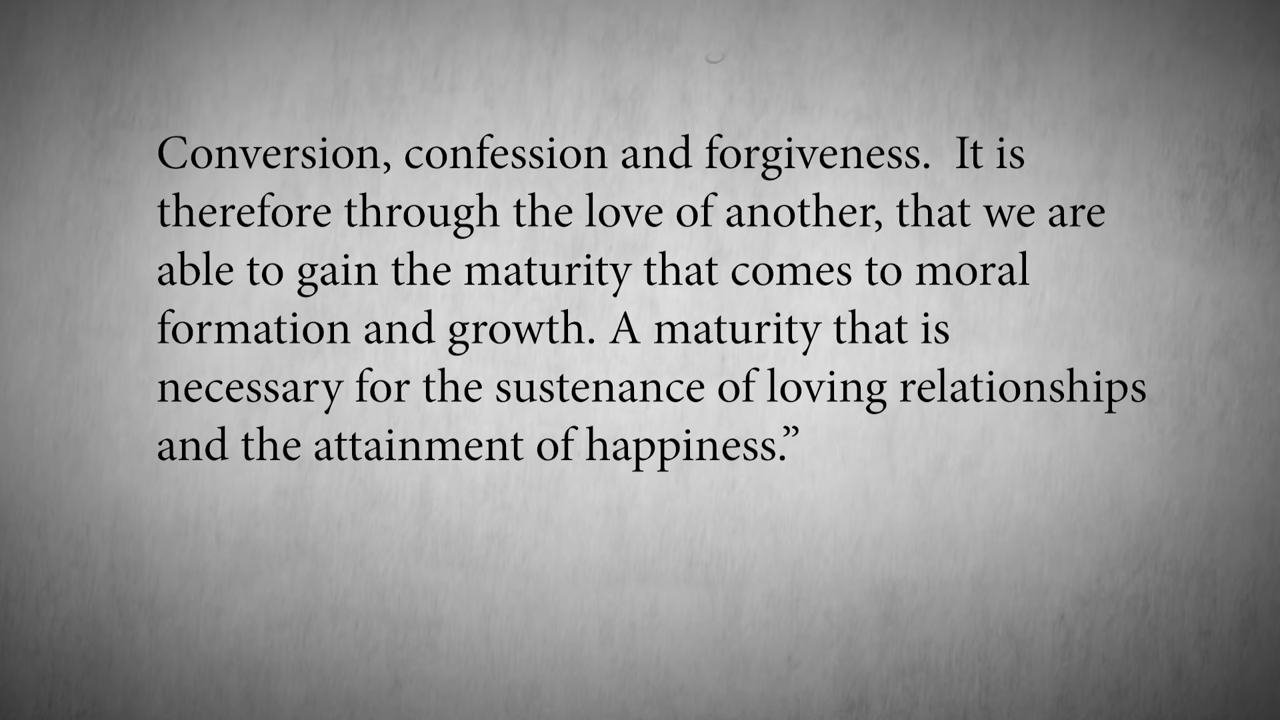 Conversion, confession and forgiveness.  It is
therefore through the love of another, that we are
able to gain the maturity that comes to moral
formation and growth. A maturity that is
necessary for the sustenance of loving relationships
and the attainment of happiness.”